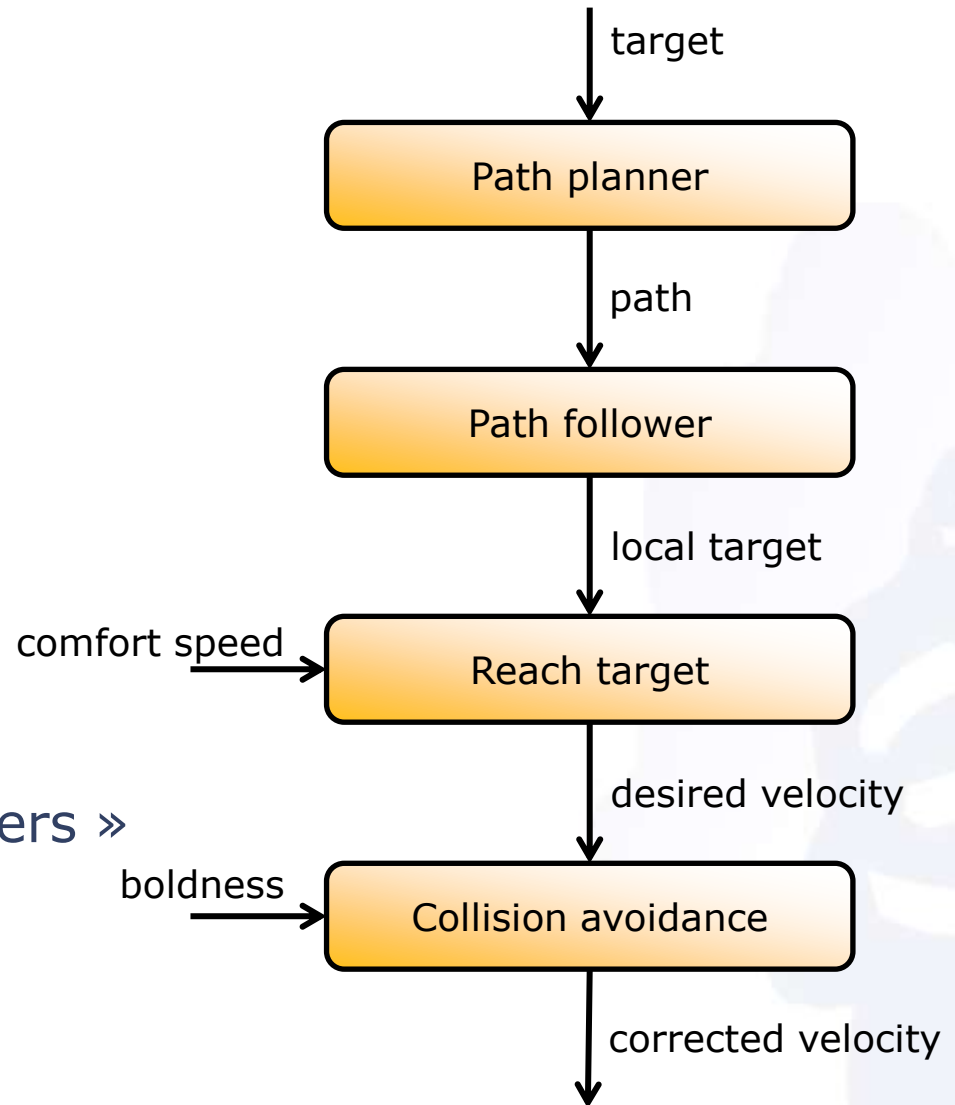 target
Path planner
path
Path follower
local target
comfort speed
Reach target
desired velocity
ers »
boldness
Collision avoidance
corrected velocity